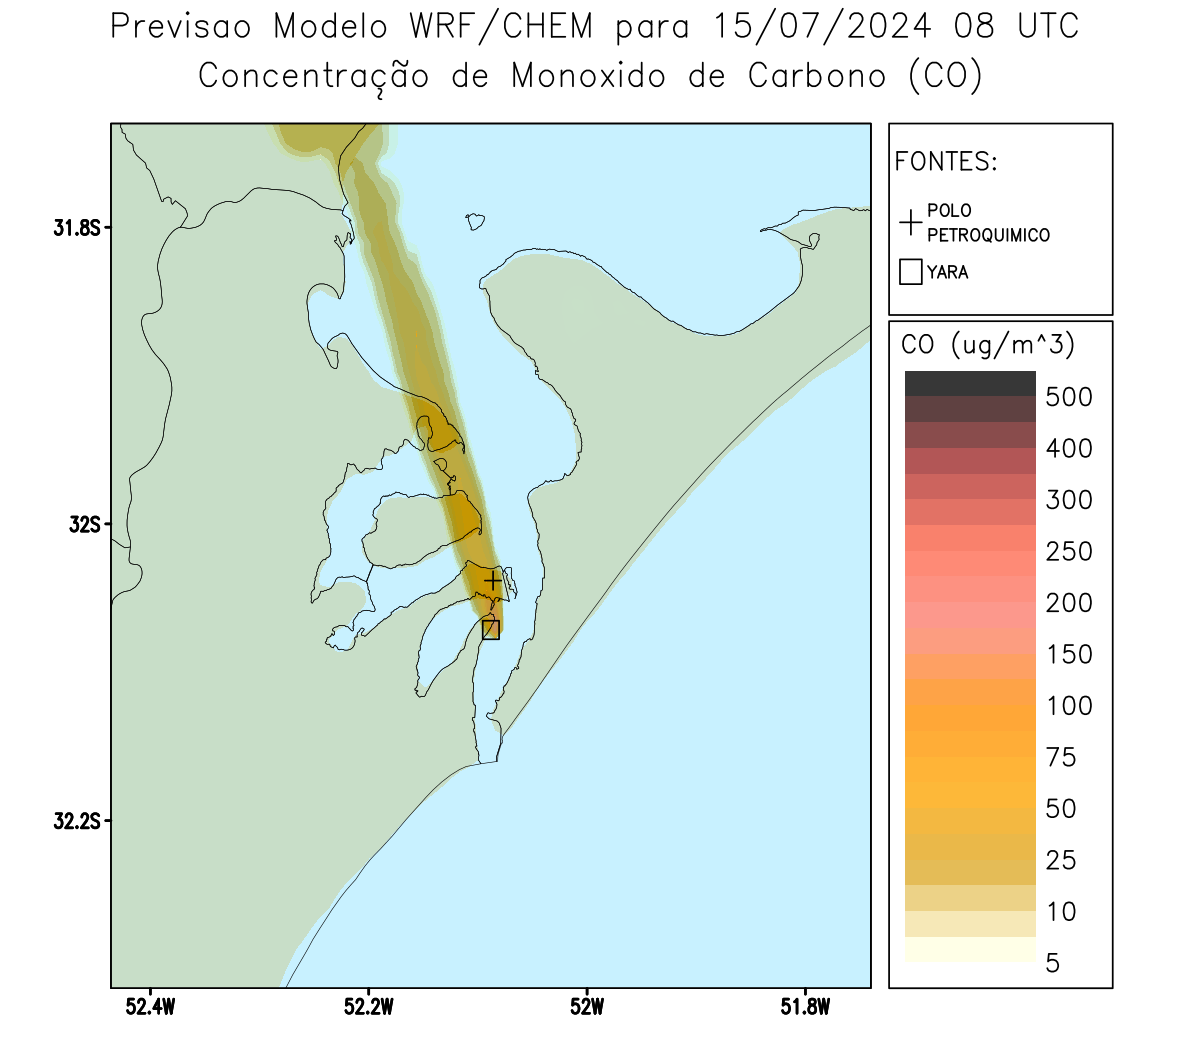 Previsao Modelo WRF/CHEM para 15/07/2024 08 UTC
Concentração de Monoxido de Carbono (CO)
FONTES:
POLO
PETROQUIMICO
YARA
CO (ug/m^3)
500
400
300
250
200
150
100
75
50
25
10
5
31.8S
32S
32.2S
52.4W
52.2W
52W
51.8W